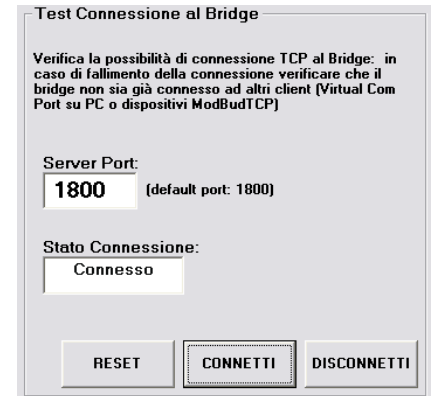 Test Connessione al Bridge
Verifica la possibilità di connessione TCP al Bridge: in
caso di fallimento della connessione verificare che il
bridge non sia già connesso ad altri client (Virtual Com
Port su PC o dispositivi ModBudTCP)
Server Port:
1800 (default port: 1800)
Stato Connessione:
Connesso
RESET CONNETTI DISCONNETTI